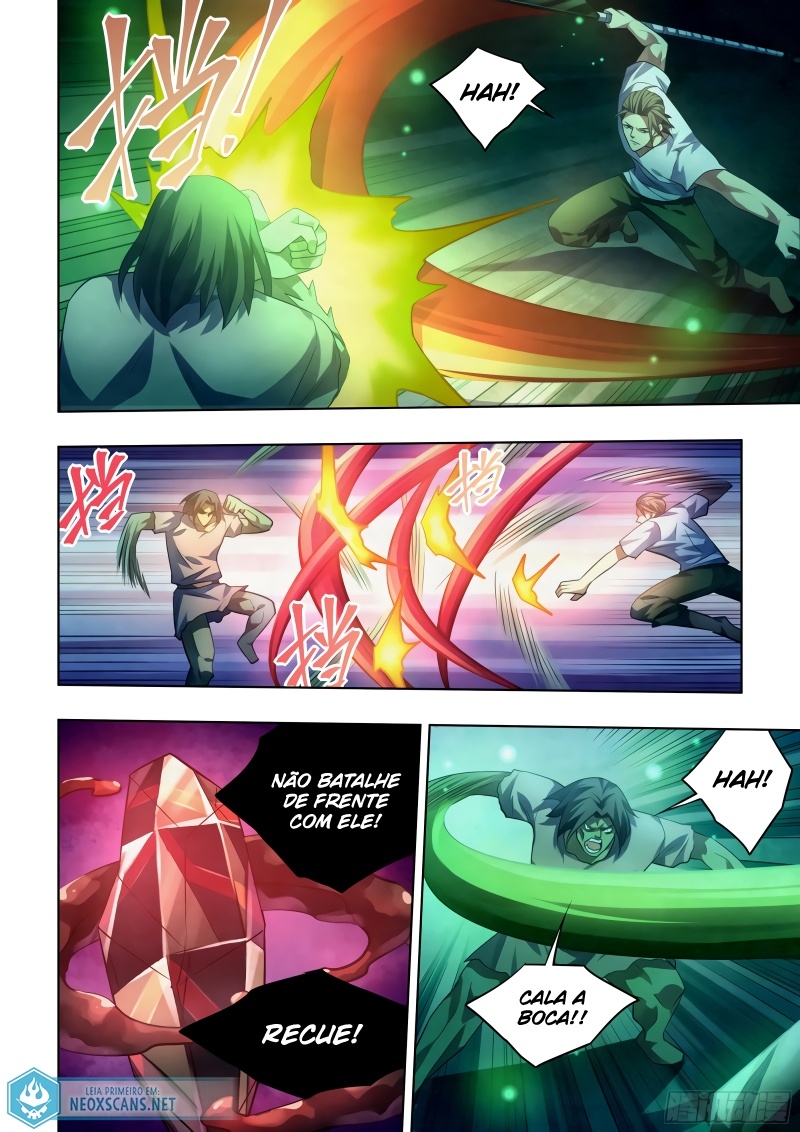 挡!
HAH!
挡
挡
挡
NÃO BATALHE
DE FRENTE
COM ELE!
RECUE!
HAH!
CALA A
BOCA!!
LEIA PRIMEIRO EM:
NEOXSCANS.NET